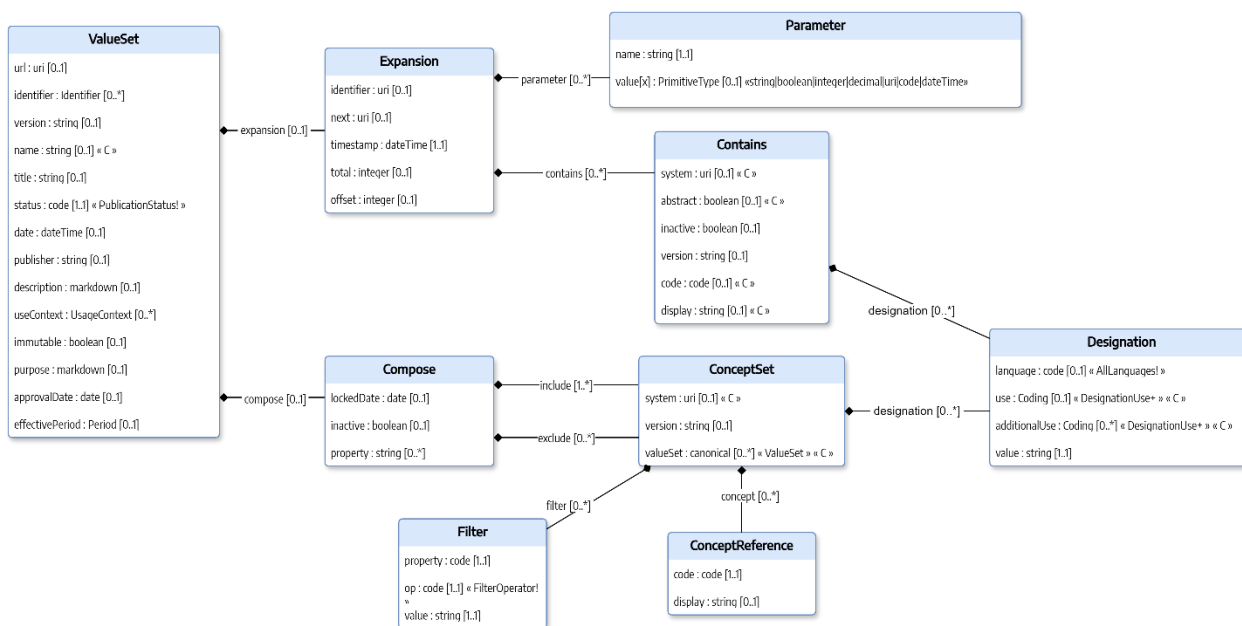 ValueSet
url : uri [0..1]
identifier : Identifier [0..*]
version : string [0..1]
name : string [0..1] « C »
title : string [0..1]
status : code [1..1] « PublicationStatus! »
date : dateTime [0..1]
publisher : string [0..1]
description : markdown [0..1]
useContext : UsageContext [0..*]
immutable : boolean [0..1]
purpose : markdown [0..1]
approvalDate : date [0..1]
effectivePeriod : Period [0..1]
expansion [0..1]
compose [0..1]
Expansion
identifier : uri [0..1]
next : uri [0..1]
timestamp : dateTime [1..1]
total : integer [0..1]
offset : integer [0..1]
parameter [0..*]
contains [0..*]
Parameter
name : string [1..1]
value[x] : PrimitiveType [0..1] «string|boolean|integer|decimal|uri|code|dateTime»
Contains
system : uri [0..1] « C »
abstract : boolean [0..1] « C »
inactive : boolean [0..1]
version : string [0..1]
code : code [0..1] « C »
display : string [0..1] « C »
designation [0..*]
Compose
lockedDate : date [0..1]
inactive : boolean [0..1]
property : string [0..*]
include [1..*]
exclude [0..*]
ConceptSet
system : uri [0..1] « C »
version : string [0..1]
valueSet : canonical [0..*] « ValueSet » « C »
designation [0..*]
Designation
language : code [0..1] « AllLanguages! »
use : Coding [0..1] « DesignationUse+ » « C »
additionalUse : Coding [0..*] « DesignationUse+ » « C »
value : string [1..1]
filter [0..*]
concept [0..*]
Filter
property : code [1..1]
op : code [1..1] « FilterOperator!
»
value : string [1..1]
ConceptReference
code : code [1..1]
display : string [0..1]